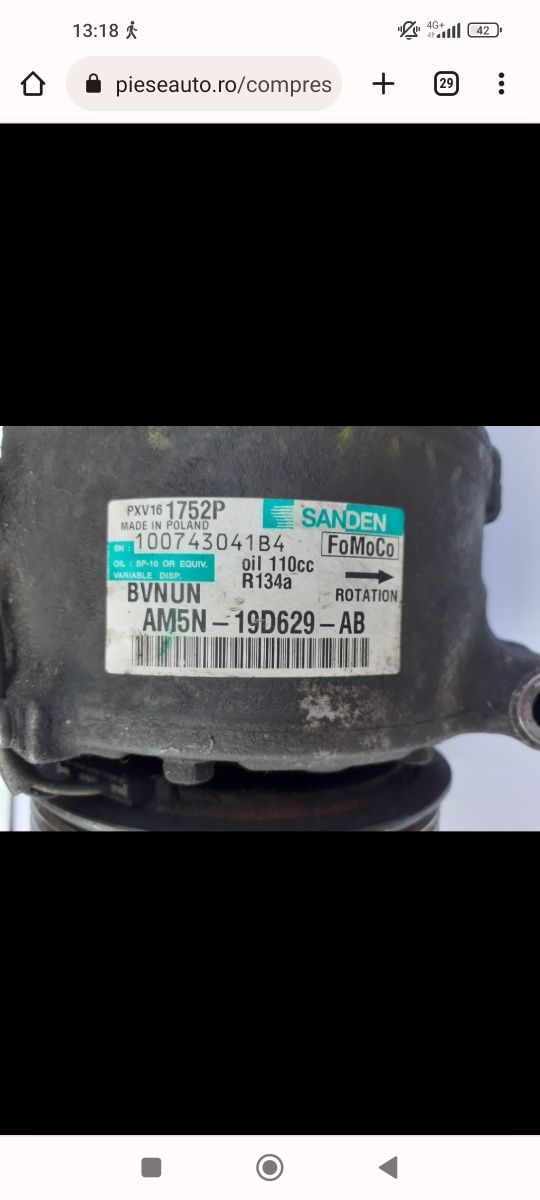 13:18
4G+
42
pieseauto.ro/compres
29
PXV16 1752P
SANDEN
MADE IN POLAND
SN : 100743041B4
FoMoCo
OIL : SP-10 OR EQUIV.
VARIABLE DISP.
oil 110cc
R134a
ROTATION
BVNUN
AM5N-19D629-AB